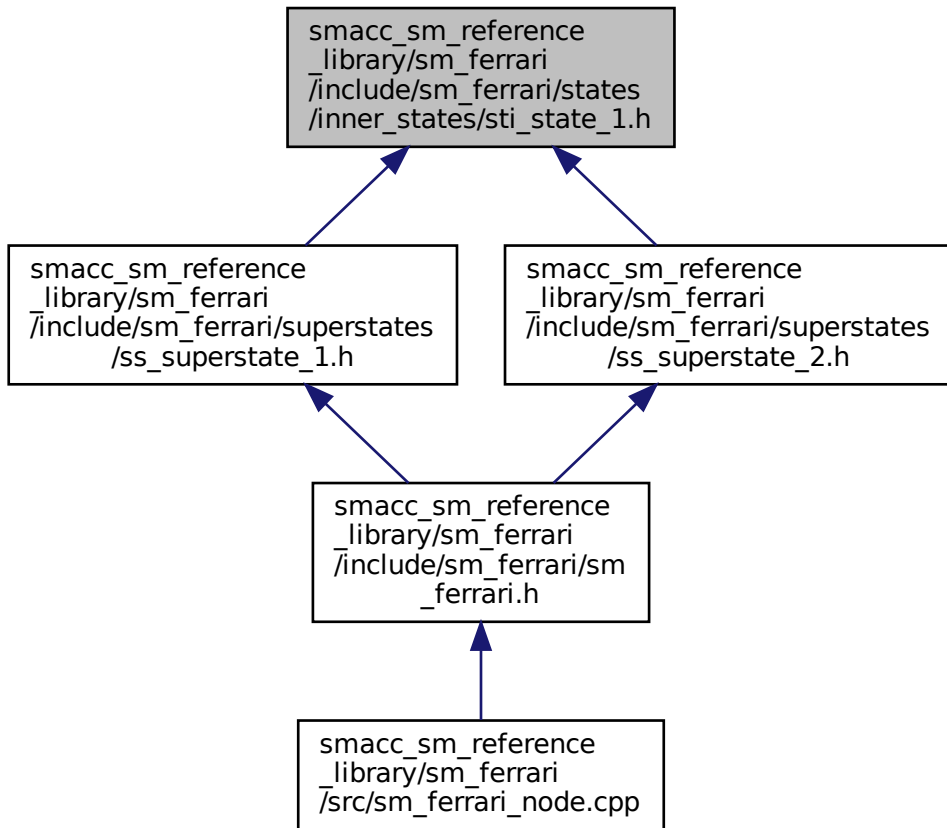 smacc_sm_reference
_library/sm_ferrari
/include/sm_ferrari/states
/inner_states/sti_state_1.h
smacc_sm_reference
_library/sm_ferrari
/include/sm_ferrari/superstates
/ss_superstate_1.h
smacc_sm_reference
_library/sm_ferrari
/include/sm_ferrari/superstates
/ss_superstate_2.h
smacc_sm_reference
_library/sm_ferrari
/include/sm_ferrari/sm
_ferrari.h
smacc_sm_reference
_library/sm_ferrari
/src/sm_ferrari_node.cpp